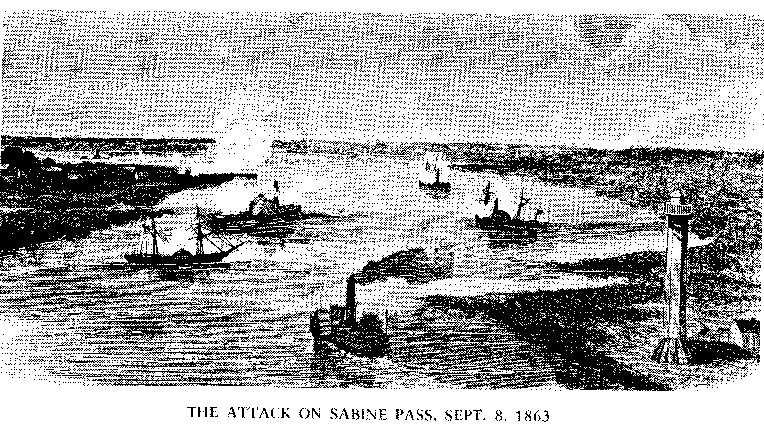 THE ATTACK ON SABINE PASS, SEPT. 8, 1863